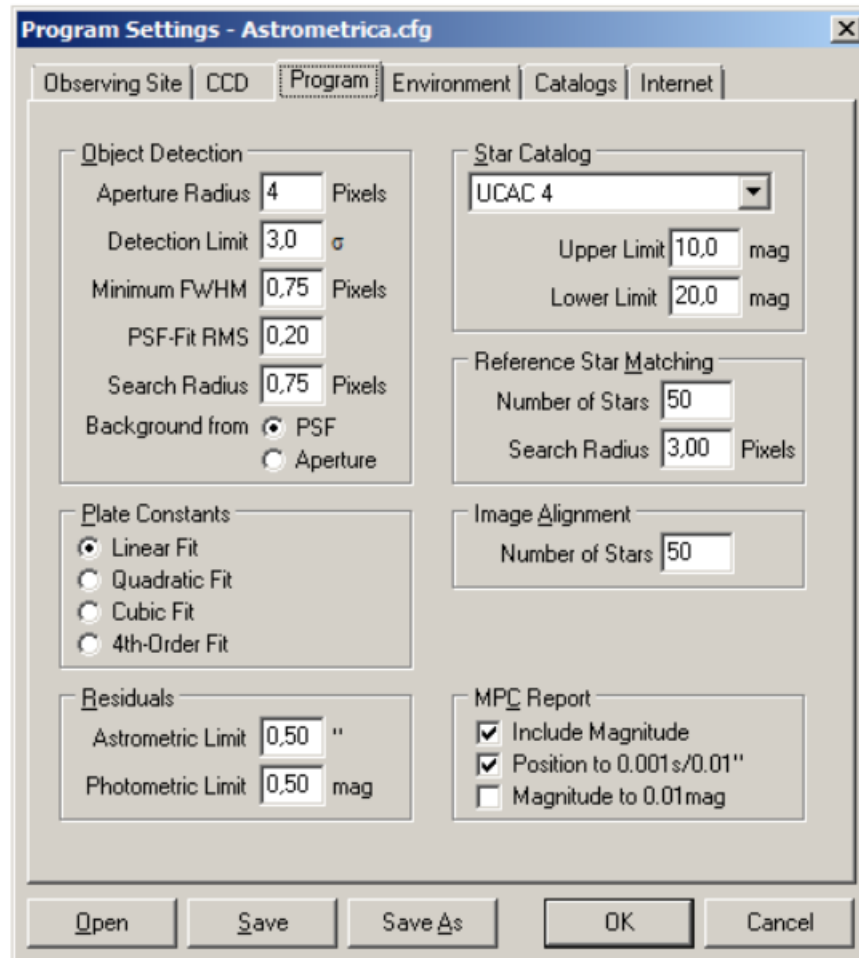 Program Settings - Astrometrica.cfg
Observing Site CCD Program Environment Catalogs Internet
Object Detection
Aperture Radius 4 Pixels
Detection Limit 3,0 σ
Minimum FWHM 0,75 Pixels
PSF-Fit RMS 0,20
Search Radius 0,75 Pixels
Background from PSF
Aperture
Plate Constants
Linear Fit
Quadratic Fit
Cubic Fit
4th-Order Fit
Residuals
Astrometric Limit 0,50 "
Photometric Limit 0,50 mag
Star Catalog
UCAC 4
Upper Limit 10,0 mag
Lower Limit 20,0 mag
Reference Star Matching
Number of Stars 50
Search Radius 3,00 Pixels
Image Alignment
Number of Stars 50
MPC Report
Include Magnitude
Position to 0.001s/0.01"
Magnitude to 0.01mag
Open Save Save As OK Cancel